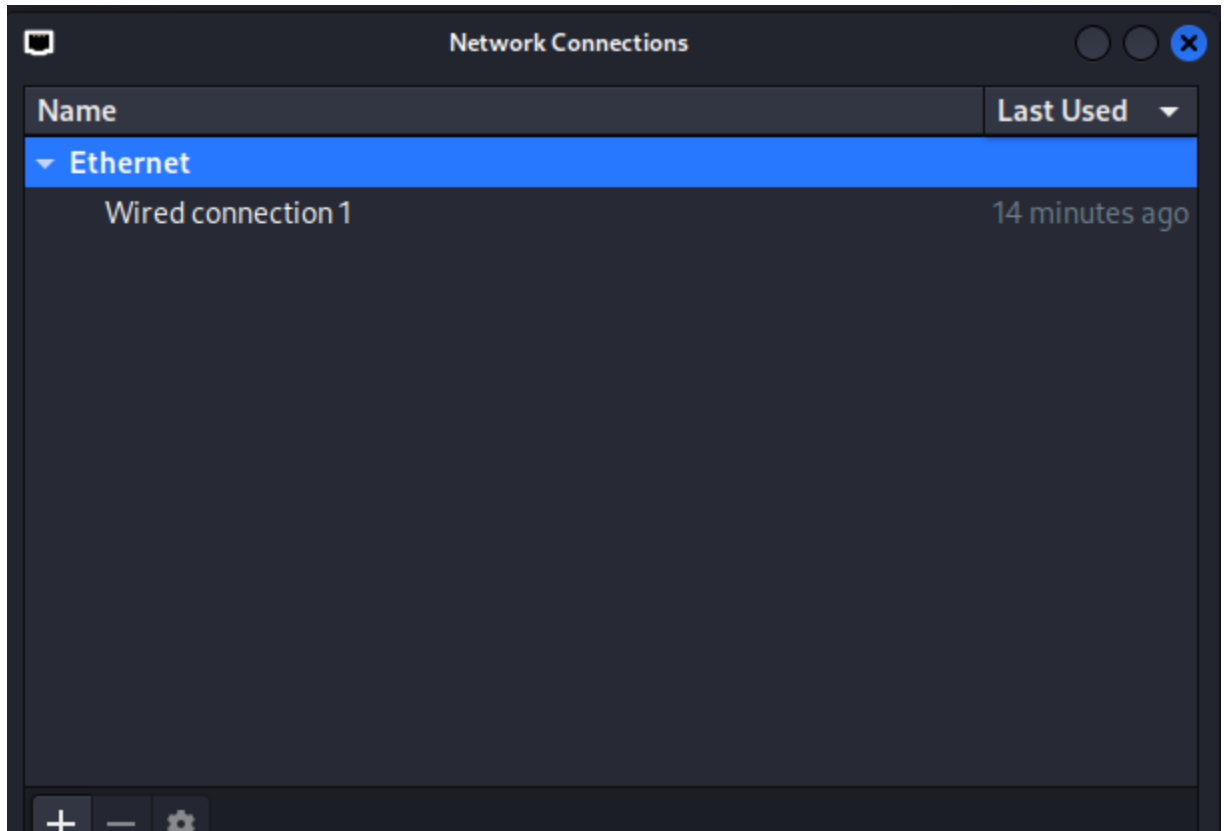 Network Connections
Name Last Used
Ethernet
Wired connection 1 14 minutes ago